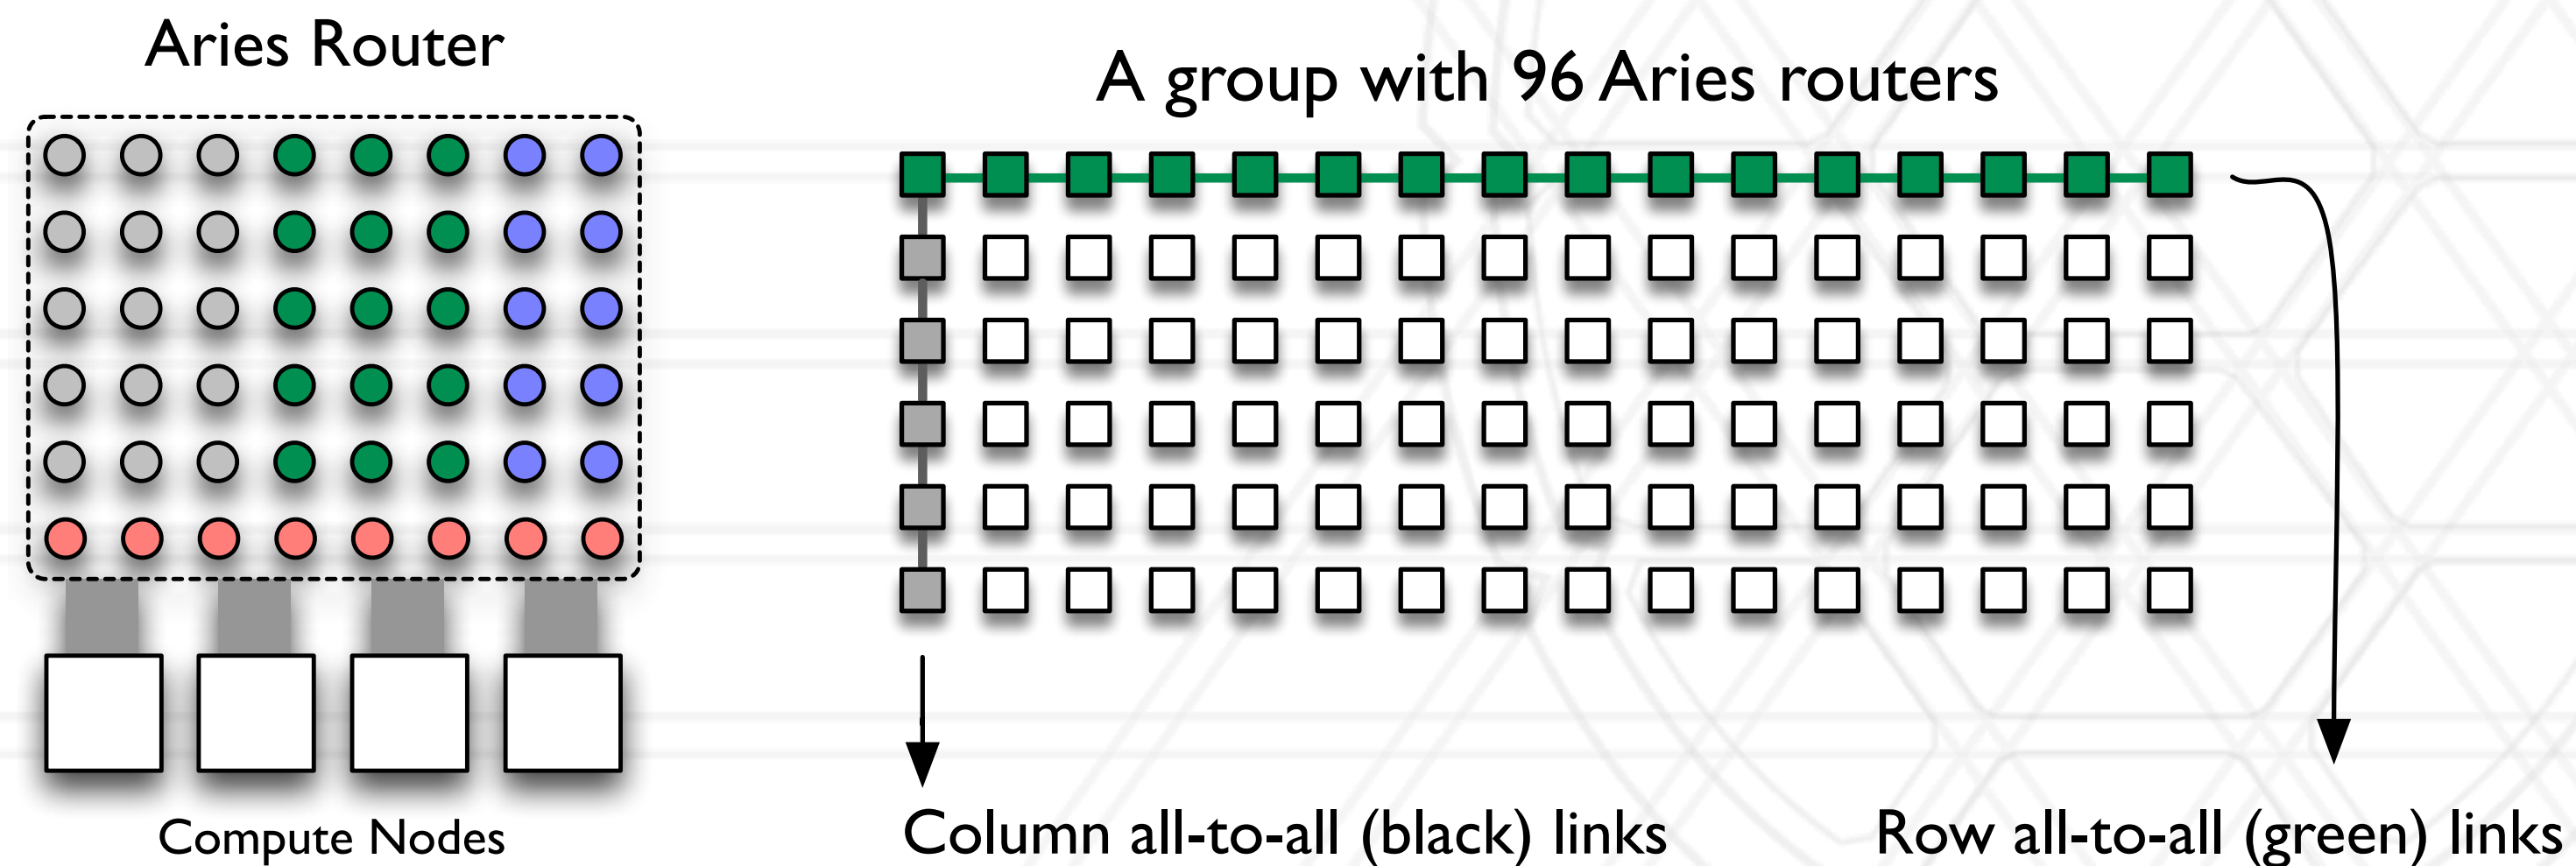 Aries Router
A group with 96 Aries routers
Compute Nodes
Column all-to-all (black) links
Row all-to-all (green) links